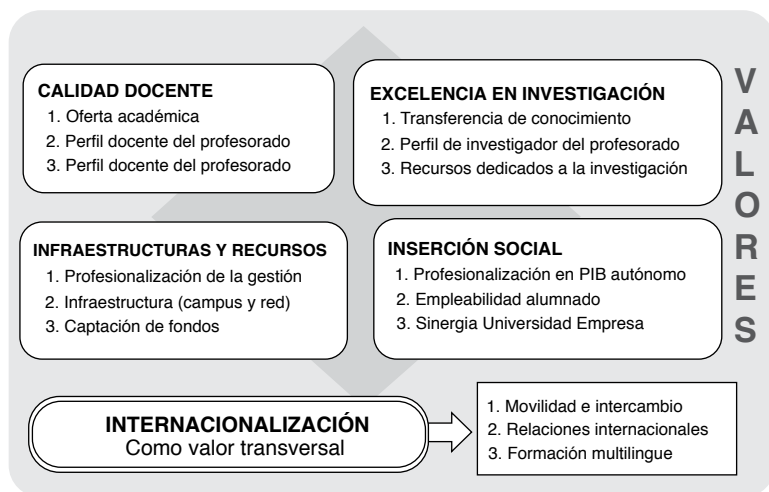 CALIDAD DOCENTE
1. Oferta académica
2. Perfil docente del profesorado
3. Perfil docente del profesorado
EXCELENCIA EN INVESTIGACIÓN
1. Transferencia de conocimiento
2. Perfil de investigador del profesorado
3. Recursos dedicados a la investigación
INFRAESTRUCTURAS Y RECURSOS
1. Profesionalización de la gestión
2. Infraestructura (campus y red)
3. Captación de fondos
INSERCIÓN SOCIAL
1. Profesionalización en PIB autónomo
2. Empleabilidad alumnado
3. Sinergia Universidad Empresa
VALORES
INTERNACIONALIZACIÓN
Como valor transversal
1. Movilidad e intercambio
2. Relaciones internacionales
3. Formación multilingue